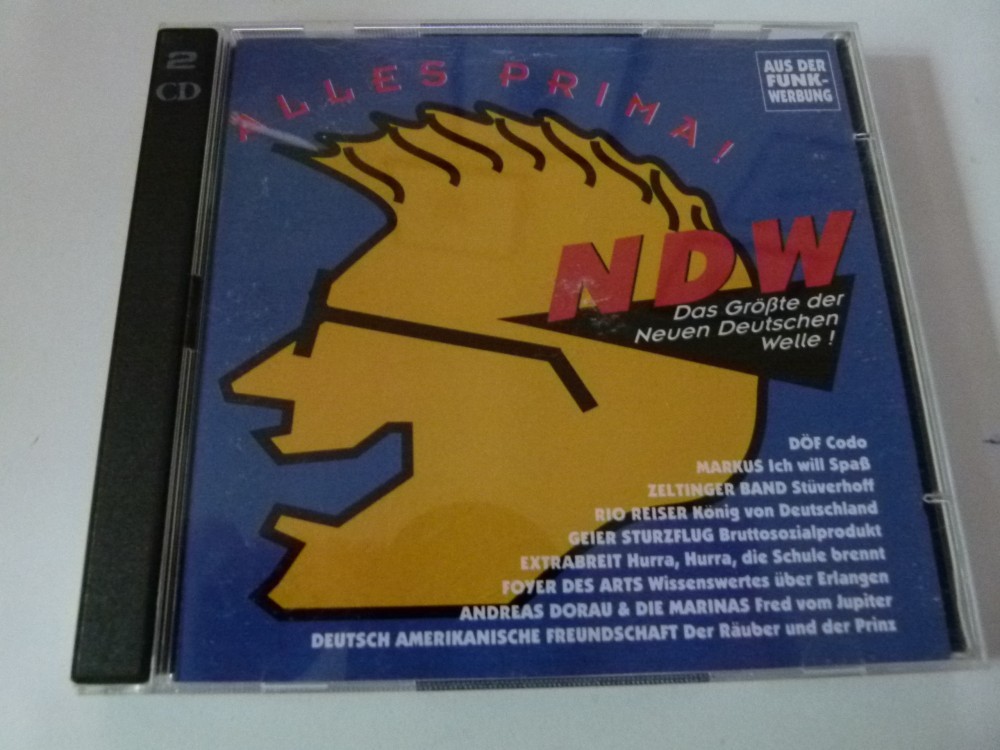 2
CD
ALLES PRIMA!
AUS DER
FUNK-
WERBUNG
NDW
Das Größte der
Neuen Deutschen
Welle !
DÖF Codo
MARKUS Ich will Spaß
ZELTINGER BAND Stüverhoff
RIO REISER König von Deutschland
GEIER STURZFLUG Bruttosozialprodukt
EXTRABREIT Hurra, Hurra, die Schule brennt
FOYER DES ARTS Wissenswertes über Erlangen
ANDREAS DORAU & DIE MARINAS Fred vom Jupiter
DEUTSCH AMERIKANISCHE FREUNDSCHAFT Der Räuber und der Prinz